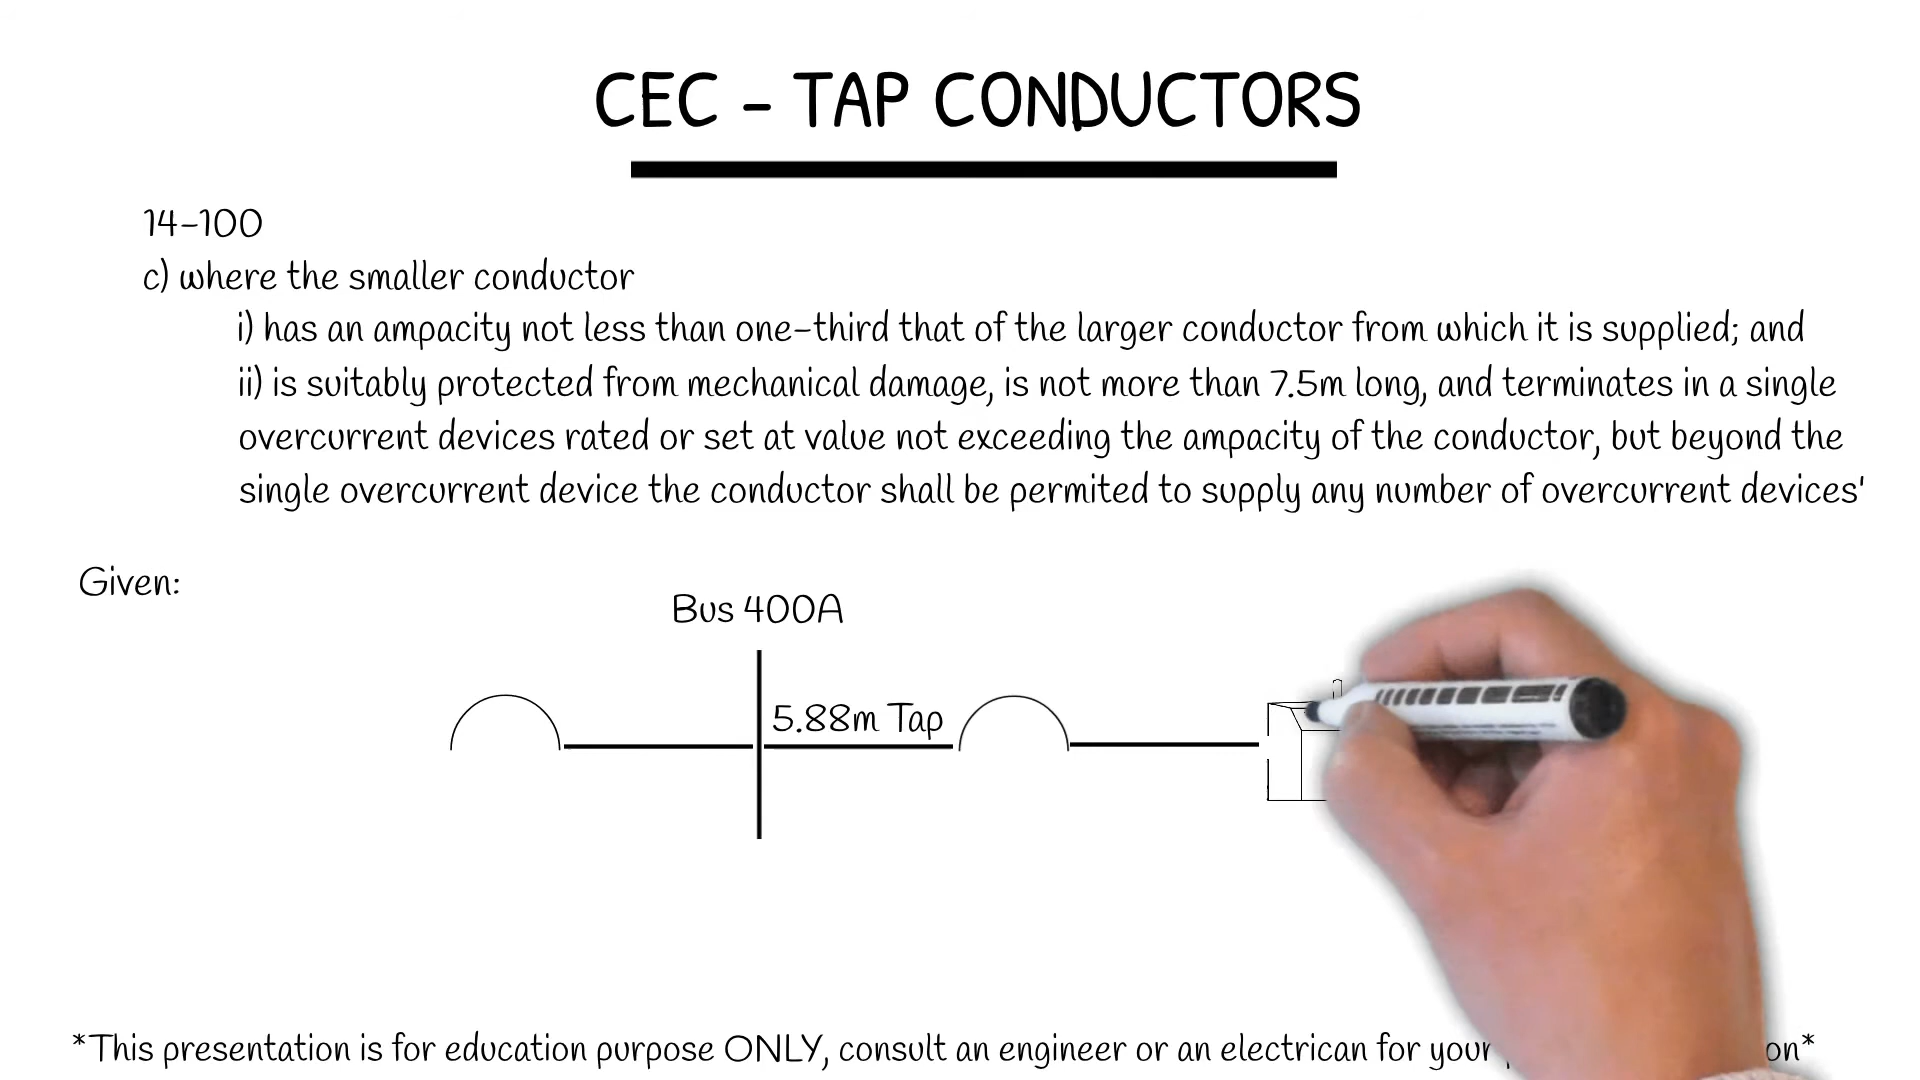 CEC - TAP CONDUCTORS
14-100
c) where the smaller conductor
i) has an ampacity not less than one-third that of the larger conductor from which it is supplied; and
ii) is suitably protected from mechanical damage, is not more than 7.5m long, and terminates in a single
overcurrent devices rated or set at value not exceeding the ampacity of the conductor, but beyond the
single overcurrent device the conductor shall be permited to supply any number of overcurrent devices'
Given:
Bus 400A
5.88m Tap
*This presentation is for education purpose ONLY, consult an engineer or an electrican for your